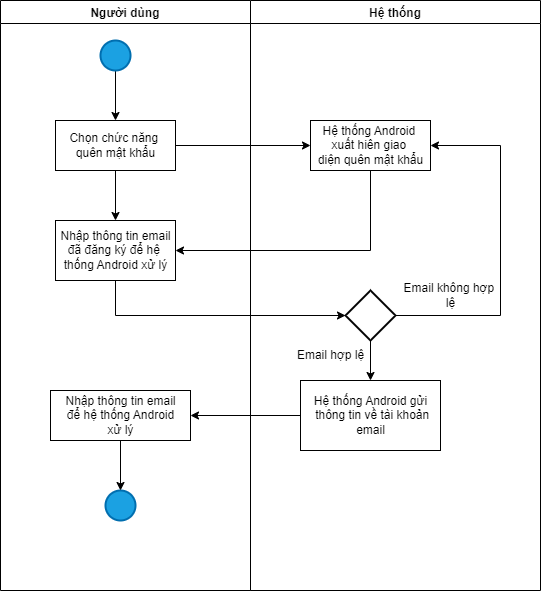 Người dùng
Hệ thống
Chọn chức năng
quên mật khẩu
Hệ thống Android
xuất hiên giao
diện quên mật khẩu
Nhập thông tin email
đã đăng ký để hệ
thống Android xử lý
Email không hợp
lệ
Email hợp lệ
Nhập thông tin email
để hệ thống Android
xử lý
Hệ thống Android gửi
thông tin về tài khoản
email